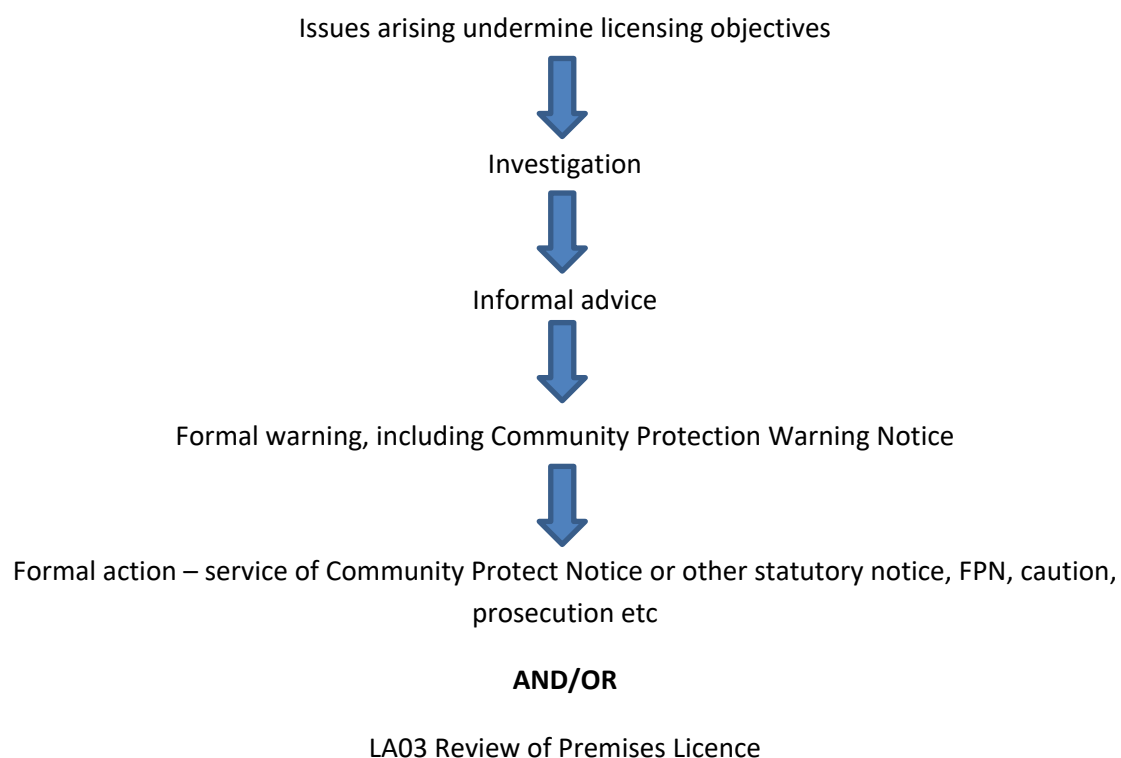 Issues arising undermine licensing objectives
Investigation
Informal advice
Formal warning, including Community Protection Warning Notice
Formal action – service of Community Protect Notice or other statutory notice, FPN, caution,
prosecution etc
AND/OR
LA03 Review of Premises Licence